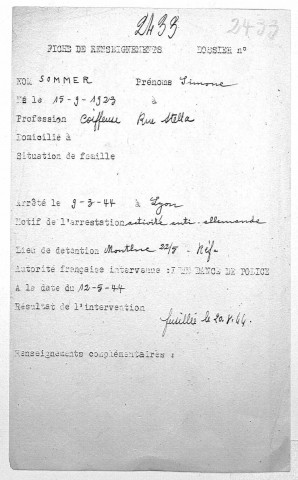 2433 2433
FICHE DE RENSEIGNEMENTS DOSSIER n°
NOM SOMMER Prénoms Simone
Né le 15-9-1923 à
Profession Coiffeuse Rue Stella
Domicilié à
Situation de famille
Arrêté le 9-3-44 à Lyon
Motif de l'arrestation activité anti-allemande
Lieu de detention Montluc 22/5 -
Autorité française intervenue : INTENDANCE DE POLICE
A la date du 12-5-44
Résultat de l'intervention
fusillée le 20.8.44.
Renseignements complémentaires :